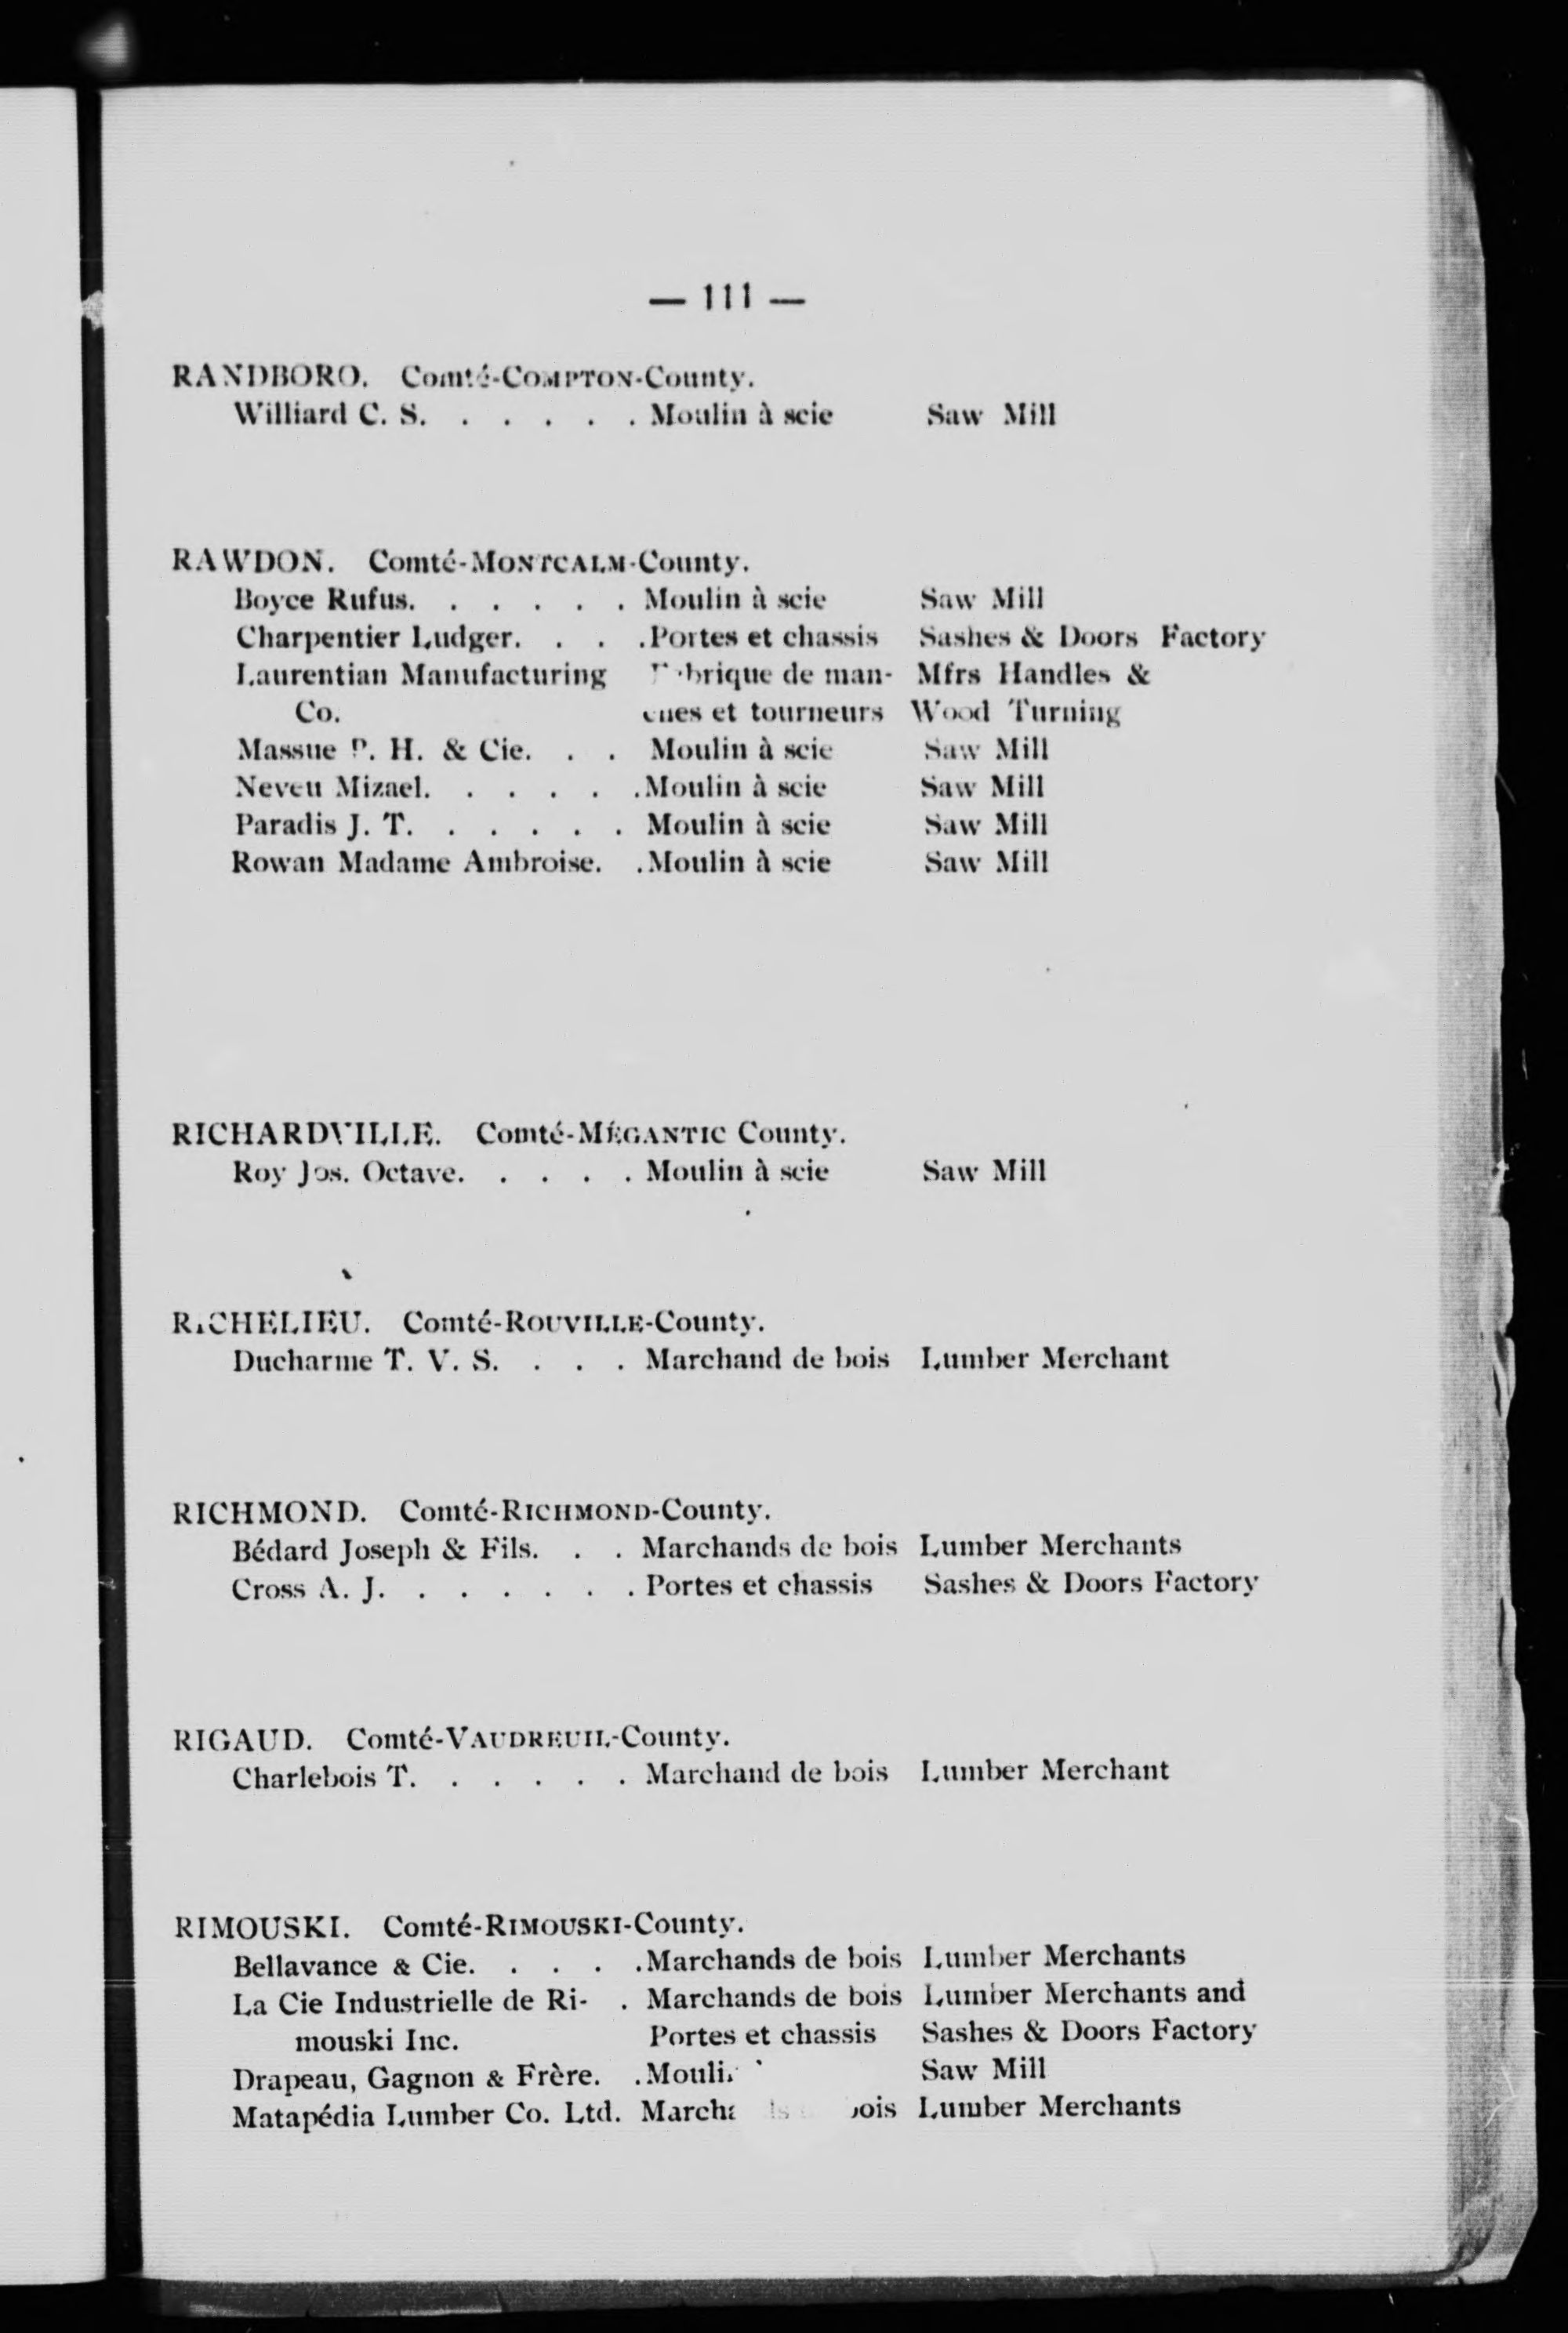 — 111 —
RANDBORO. Comté-COMPTON-County.
Williard C. S. . . . . . Moulin à scie Saw Mill
RAWDON. Comté-MONTCALM-County.
Boyce Rufus. . . . . . Moulin à scie Saw Mill
Charpentier Ludger. . . .Portes et chassis Sashes & Doors Factory
Laurentian Manufacturing de man- Mfrs Handles &
Co. et tourneurs Wood Turning
Massue H. & Cie. . . Moulin à scie Saw Mill
Neveu Mizael. . . . . .Moulin à scie Saw Mill
Paradis J. T. . . . . . Moulin à scie Saw Mill
Rowan Madame Ambroise. .Moulin à scie Saw Mill
RICHARDVILLE. Comté-MÉGANTIC County.
Roy Jos. Octave. . . . . Moulin à scie Saw Mill
RICHELIEU. Comté-ROUVILLE-County.
Ducharme T. V. S. . . . Marchand de bois Lumber Merchant
RICHMOND. Comté-RICHMOND-County.
Bédard Joseph & Fils. . . Marchands de bois Lumber Merchants
Cross A. J. . . . . . . Portes et chassis Sashes & Doors Factory
RIGAUD. Comté-VAUDREUIL-County.
Charlebois T. . . . . . Marchand de bois Lumber Merchant
RIMOUSKI. Comté-RIMOUSKI-County.
Bellavance & Cie. . . . .Marchands de bois Lumber Merchants
La Cie Industrielle de Ri- . Marchands de bois Lumber Merchants and
mouski Inc. Portes et chassis Sashes & Doors Factory
Drapeau, Gagnon & Frère. . Saw Mill
Matapédia Lumber Co. Ltd. Lumber Merchants